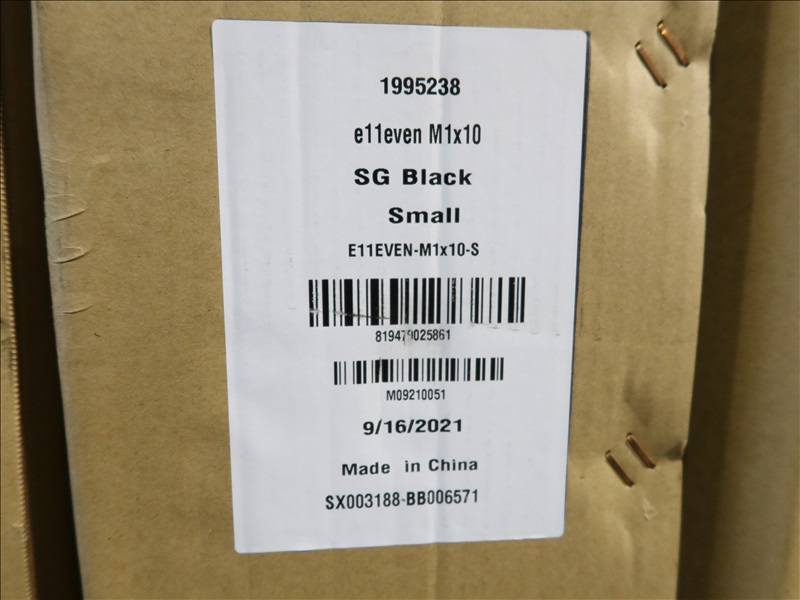 1995238
e11even M1x10
SG Black
Small
E11EVEN-M1x10-S
819479025861
M09210051
9/16/2021
Made in China
SX003188-BB006571